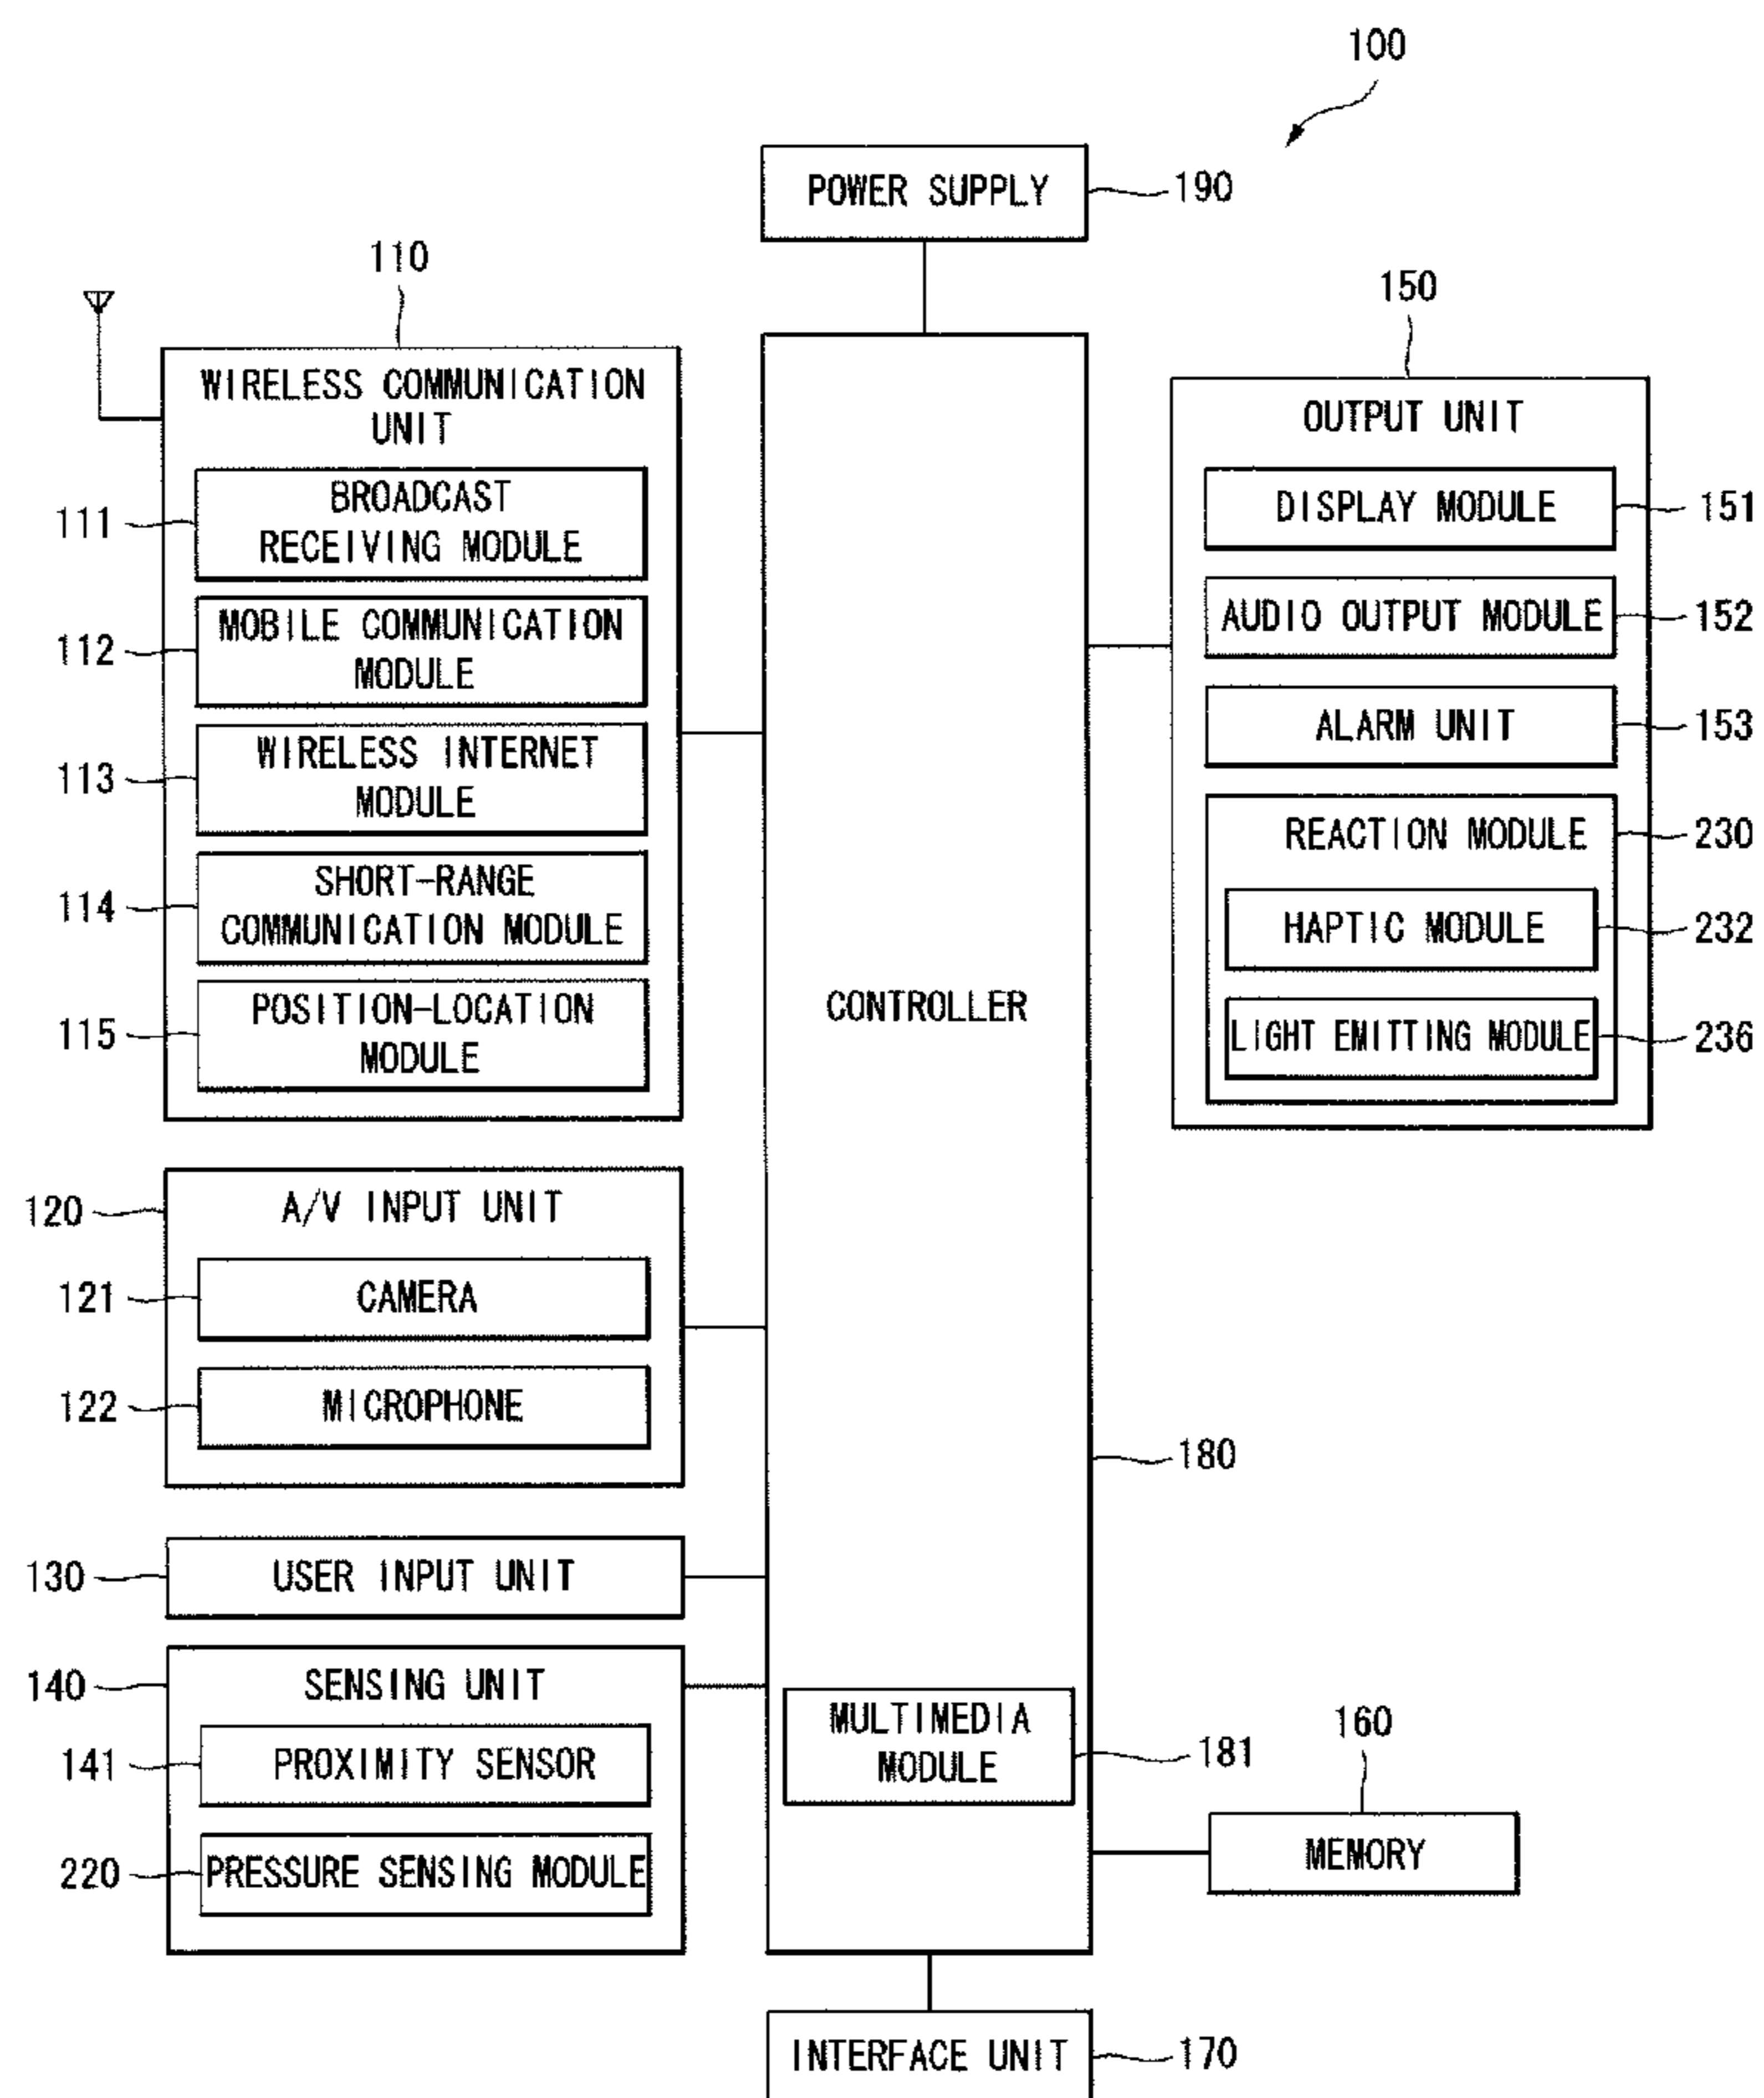 100
POWER SUPPLY
190
110
WIRELESS COMMUNICATION
UNIT
111
BROADCAST
RECEIVING MODULE
112
MOBILE COMMUNICATION
MODULE
113
WIRELESS INTERNET
MODULE
114
SHORT-RANGE
COMMUNICATION MODULE
115
POSITION-LOCATION
MODULE
120
A/V INPUT UNIT
121
CAMERA
122
MICROPHONE
130
USER INPUT UNIT
140
SENSING UNIT
141
PROXIMITY SENSOR
220
PRESSURE SENSING MODULE
CONTROLLER
180
MULTIMEDIA
MODULE
181
150
OUTPUT UNIT
DISPLAY MODULE
151
AUDIO OUTPUT MODULE
152
ALARM UNIT
153
REACTION MODULE
230
HAPTIC MODULE
232
LIGHT EMITTING MODULE
236
160
MEMORY
INTERFACE UNIT
170